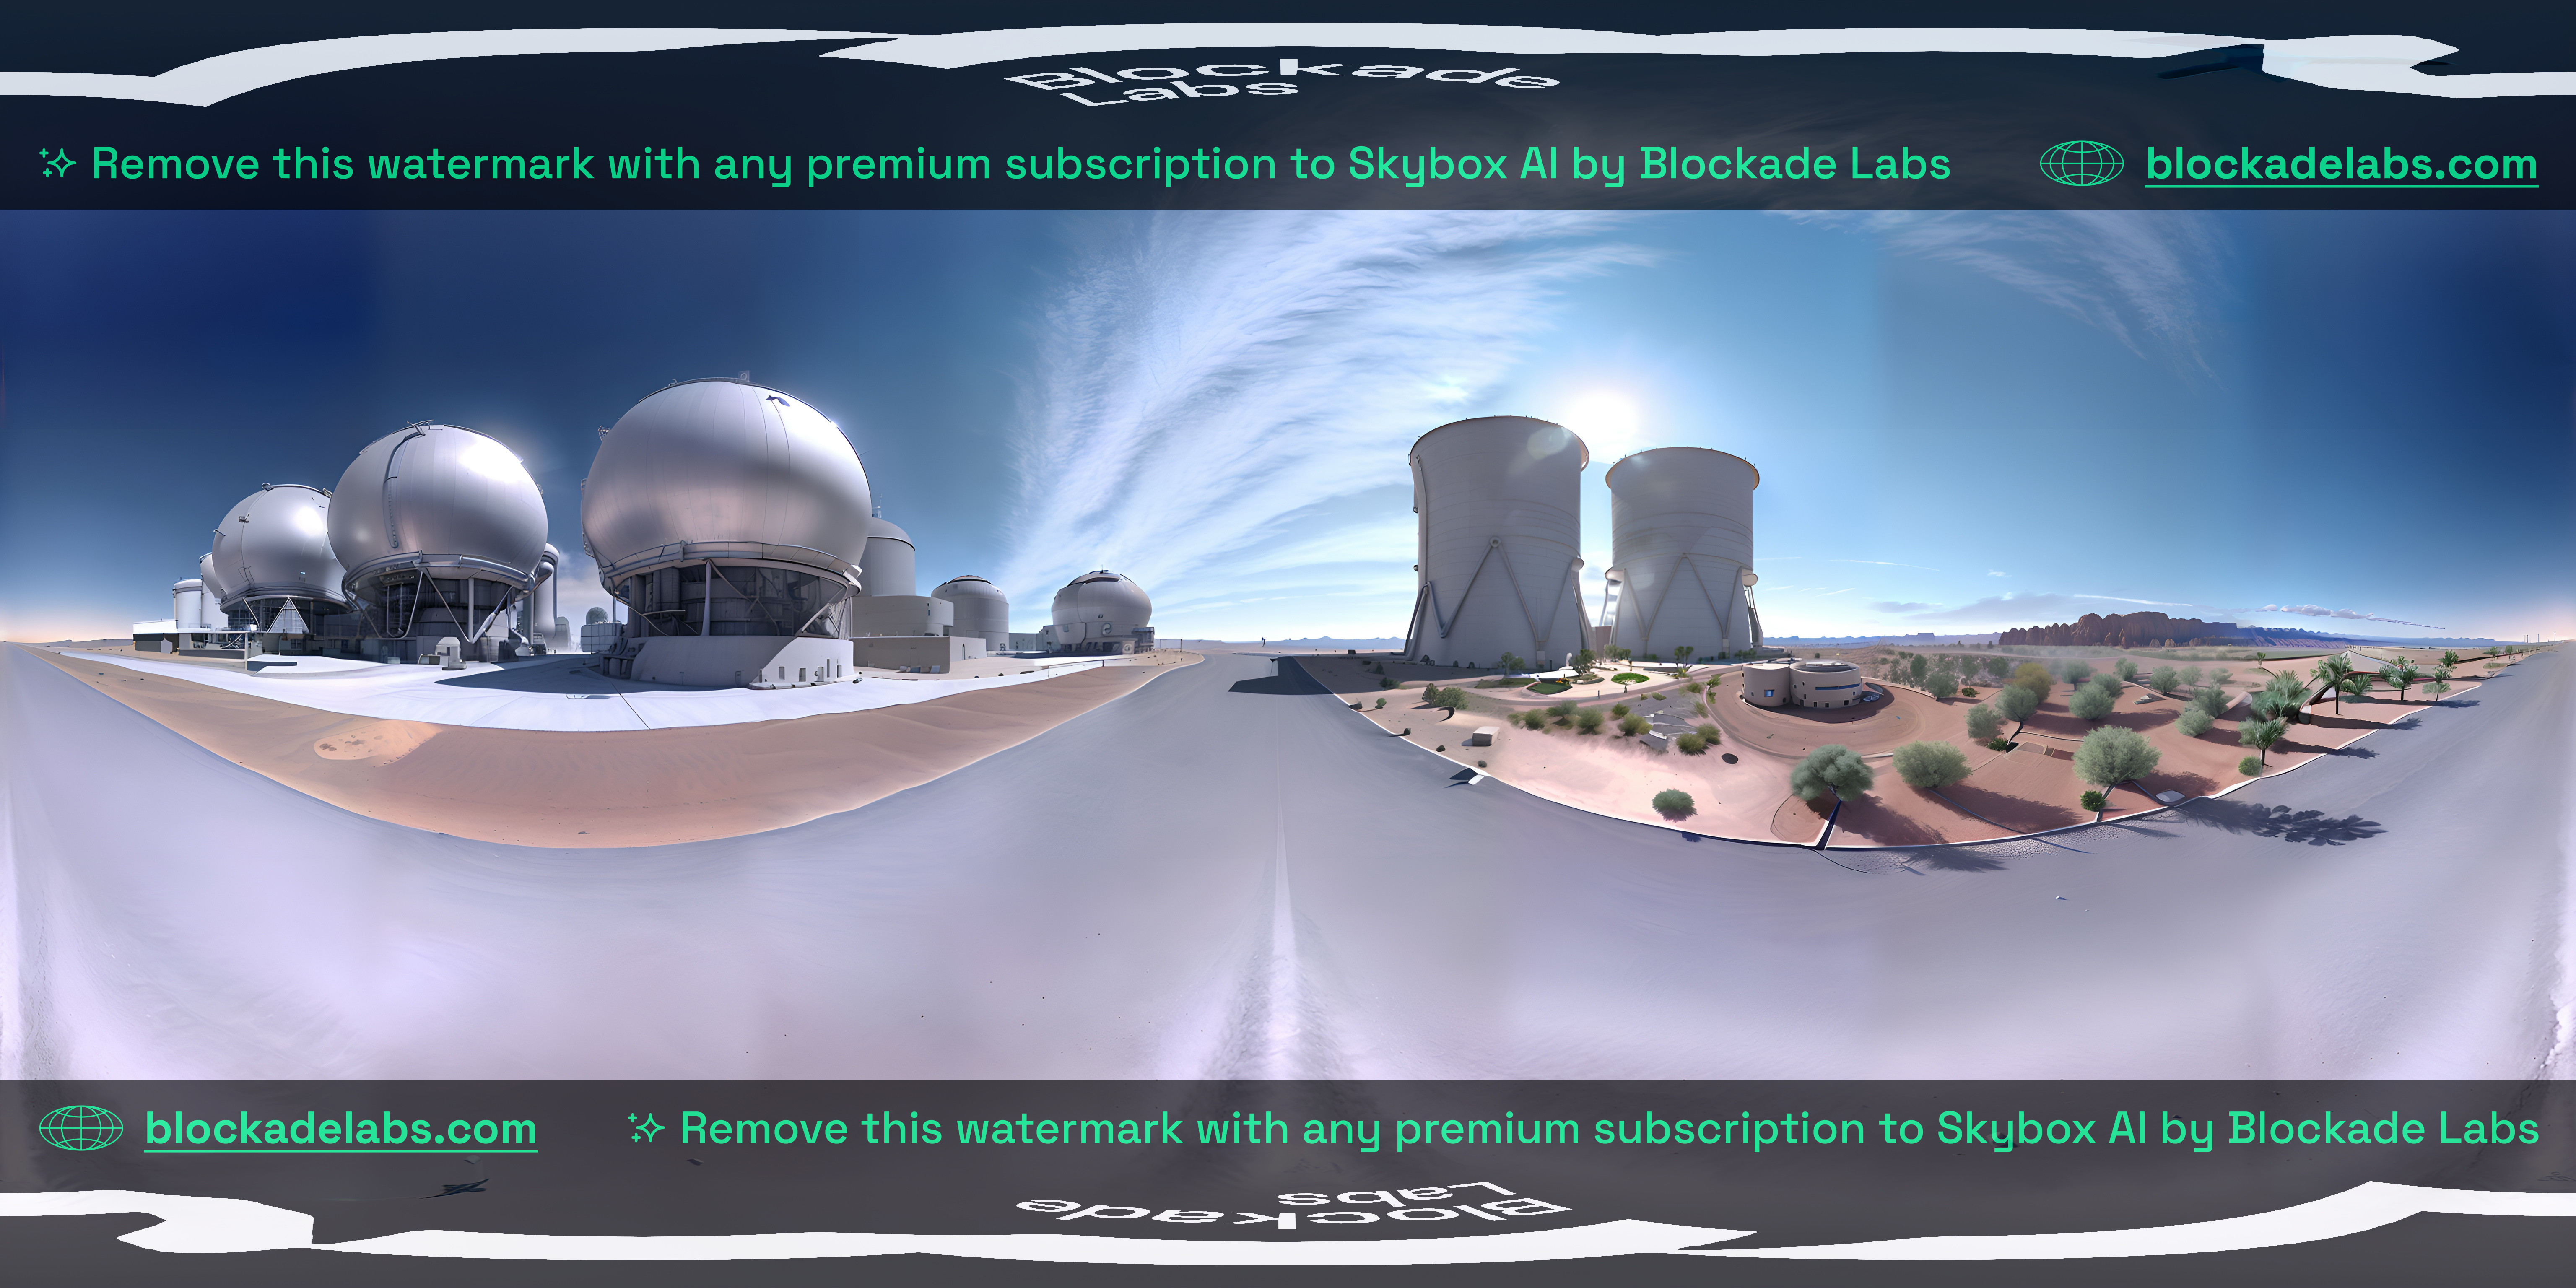 Blockade
Labs
Remove this watermark with any premium subscription to Skybox AI by Blockade Labs
blockadelabs.com
blockadelabs.com
Remove this watermark with any premium subscription to Skybox AI by Blockade Labs
Labs
Blockade